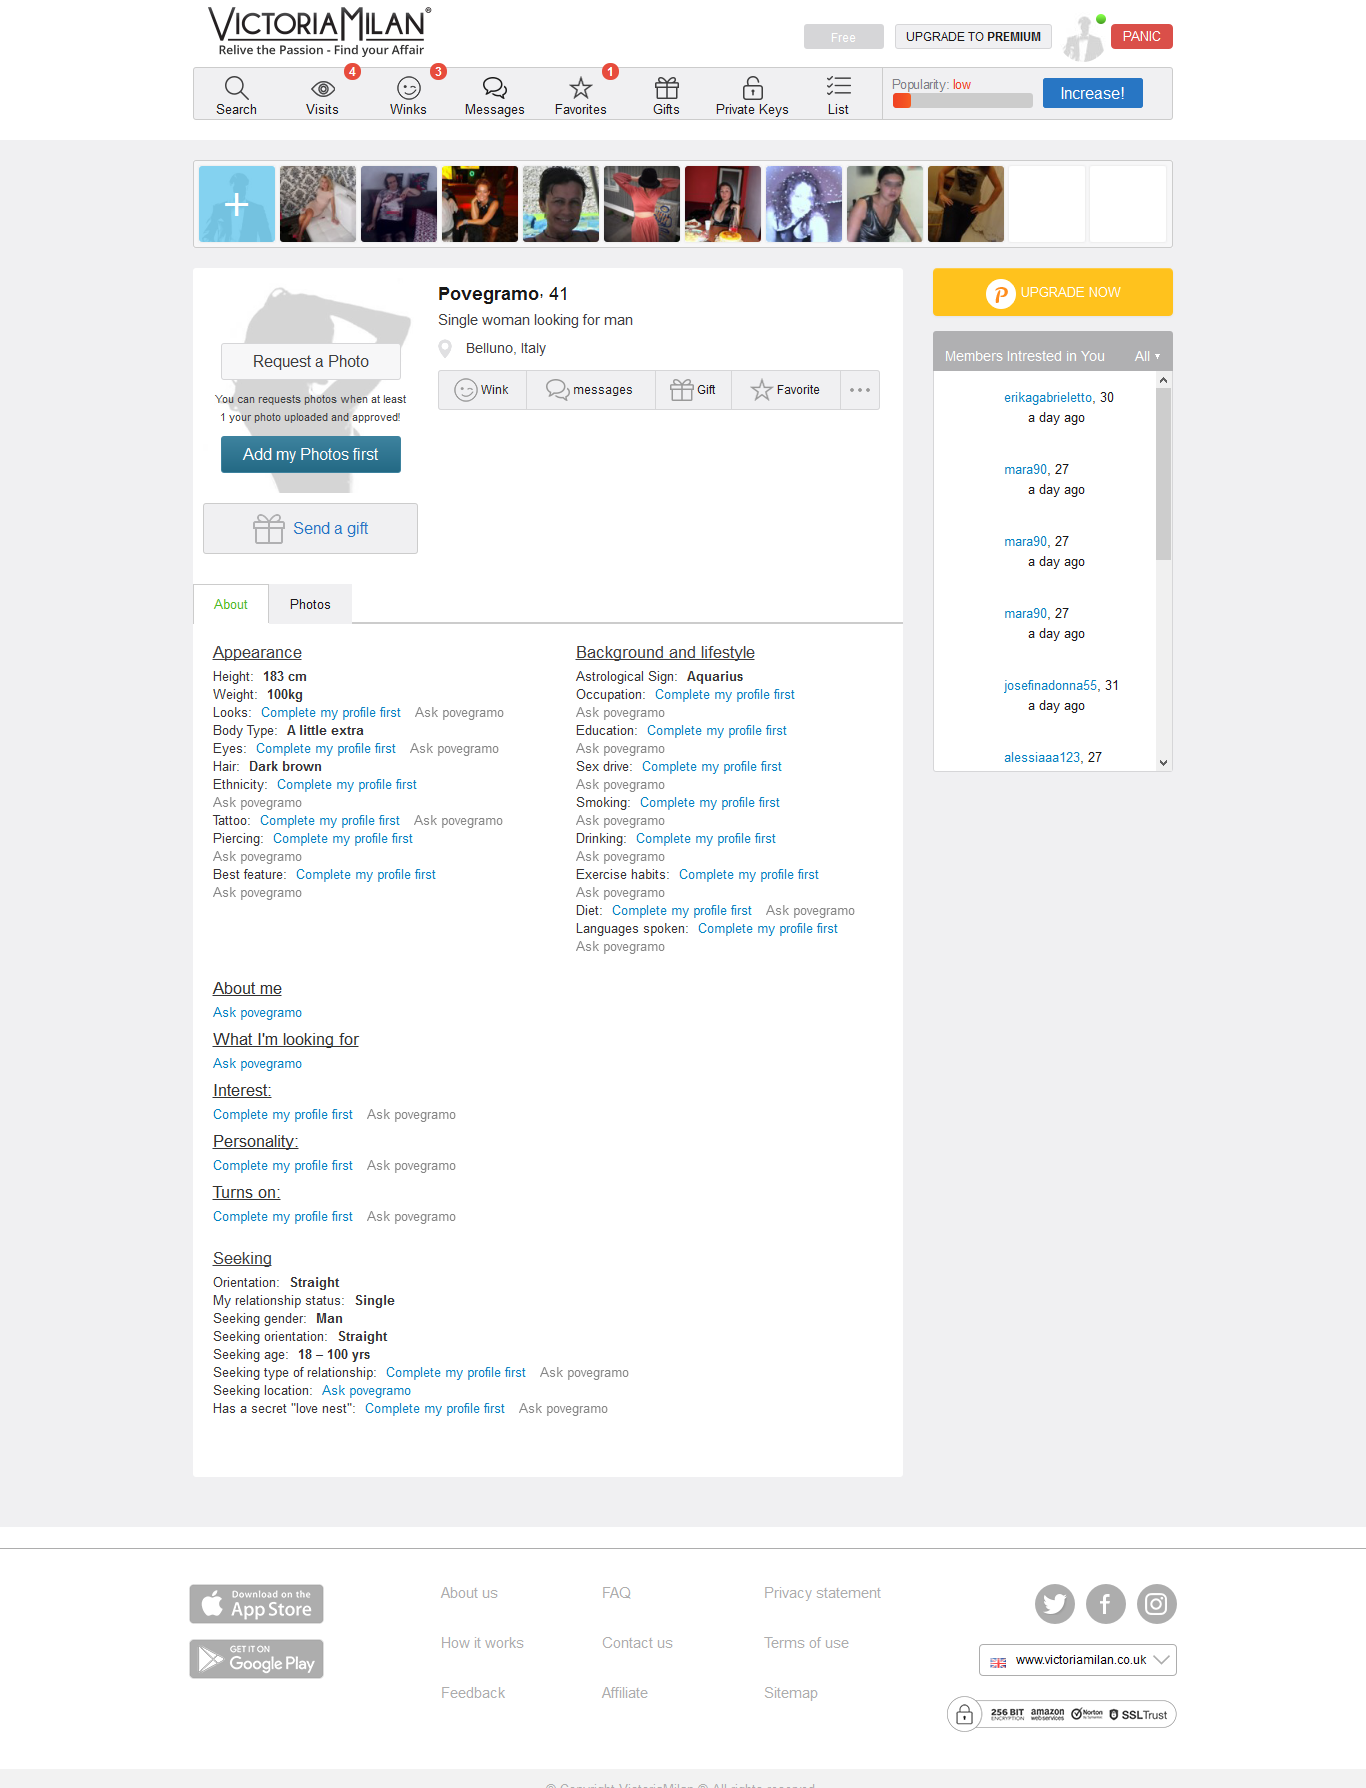 VICTORIAMILAN®
Relive the Passion - Find your Affair
Free
UPGRADE TO PREMIUM
PANIC
4
3
1
Search
Visits
Winks
Messages
Favorites
Gifts
Private Keys
List
Popularity: low
Increase!
Povegramo, 41
Single woman looking for man
Belluno, Italy
Wink
messages
Gift
Favorite
Request a Photo
You can requests photos when at least
1 your photo uploaded and approved!
Add my Photos first
Send a gift
UPGRADE NOW
Members Intrested in You
All
erikagabrieletto, 30
a day ago
mara90, 27
a day ago
mara90, 27
a day ago
mara90, 27
a day ago
josefinadonna55, 31
a day ago
alessiaaa123, 27
About
Photos
Appearance
Height: 183 cm
Weight: 100kg
Looks: Complete my profile first Ask povegramo
Body Type: A little extra
Eyes: Complete my profile first Ask povegramo
Hair: Dark brown
Ethnicity: Complete my profile first
Ask povegramo
Tattoo: Complete my profile first Ask povegramo
Piercing: Complete my profile first
Ask povegramo
Best feature: Complete my profile first
Ask povegramo
Background and lifestyle
Astrological Sign: Aquarius
Occupation: Complete my profile first
Ask povegramo
Education: Complete my profile first
Ask povegramo
Sex drive: Complete my profile first
Ask povegramo
Smoking: Complete my profile first
Ask povegramo
Drinking: Complete my profile first
Ask povegramo
Exercise habits: Complete my profile first
Ask povegramo
Diet: Complete my profile first Ask povegramo
Languages spoken: Complete my profile first
Ask povegramo
About me
Ask povegramo
What I'm looking for
Ask povegramo
Interest:
Complete my profile first Ask povegramo
Personality:
Complete my profile first Ask povegramo
Turns on:
Complete my profile first Ask povegramo
Seeking
Orientation: Straight
My relationship status: Single
Seeking gender: Man
Seeking orientation: Straight
Seeking age: 18 – 100 yrs
Seeking type of relationship: Complete my profile first Ask povegramo
Seeking location: Ask povegramo
Has a secret "love nest": Complete my profile first Ask povegramo
Download on the
App Store
GET IT ON
Google Play
About us
FAQ
Privacy statement
How it works
Contact us
Terms of use
Feedback
Affiliate
Sitemap
www.victoriamilan.co.uk
256 BIT
ENCRYPTION
amazon
webservices
Norton
SSLTrust
© Copyright VictoriaMilan ® All rights reserved